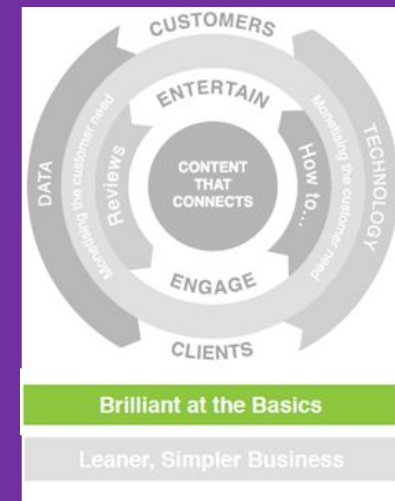 CUSTOMERS
ENTERTAIN
Monetising the customer need
Monetising the customer need
DATA
Reviews
CONTENT
THAT
CONNECTS
How to...
TECHNOLOGY
ENGAGE
CLIENTS
Brilliant at the Basics
Leaner, Simpler Business